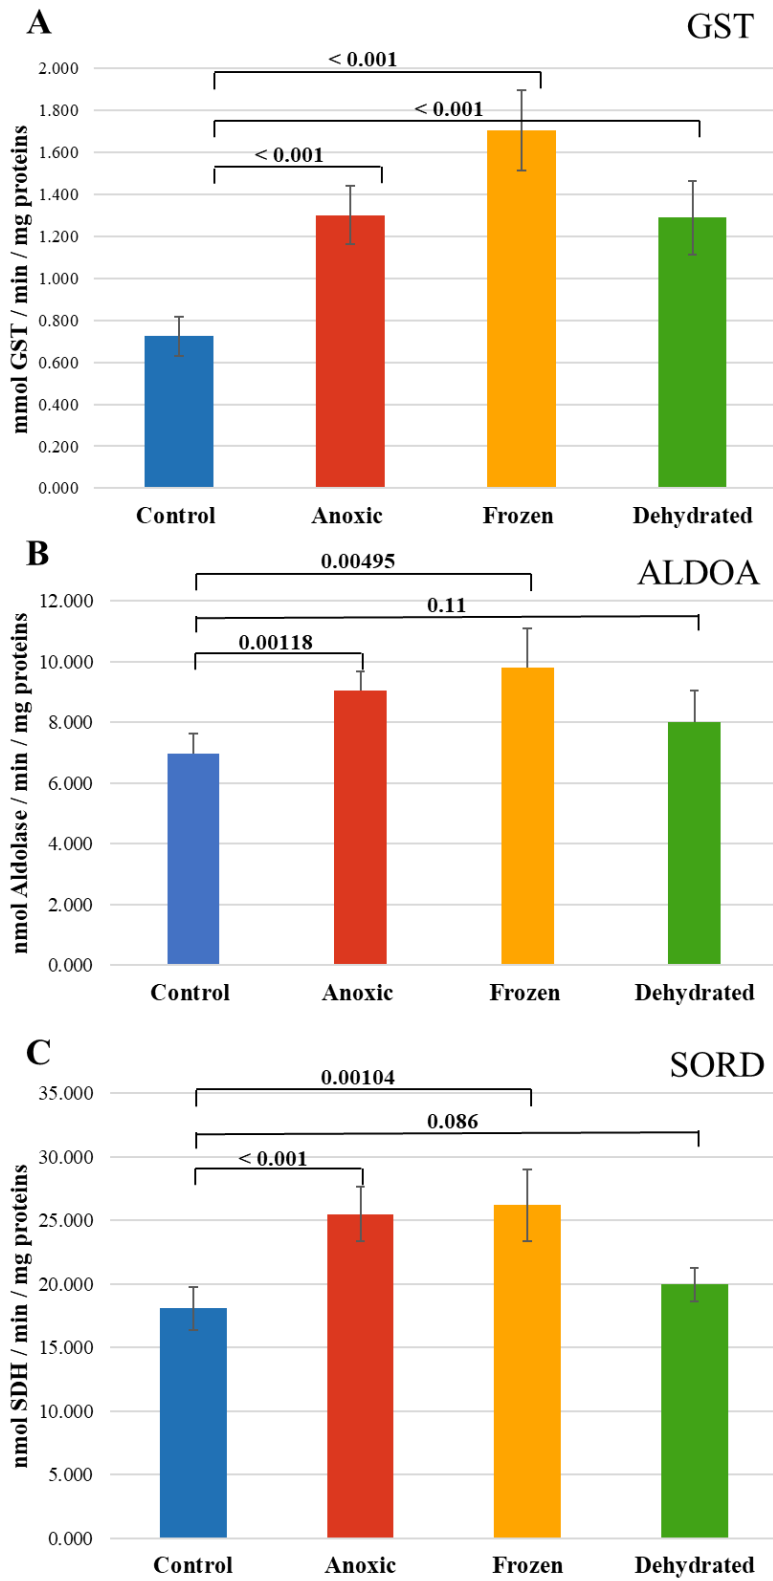 A
GST
mmol GST / min / mg proteins
2.000
1.800
1.600
1.400
1.200
1.000
0.800
0.600
0.400
0.200
0.000
< 0.001
< 0.001
< 0.001
Control Anoxic Frozen Dehydrated
B
ALDOA
nmol Aldolase / min / mg proteins
12.000
10.000
8.000
6.000
4.000
2.000
0.000
0.00495
0.11
0.00118
Control Anoxic Frozen Dehydrated
C
SORD
nmol SDH / min / mg proteins
35.000
30.000
25.000
20.000
15.000
10.000
5.000
0.000
0.00104
0.086
< 0.001
Control Anoxic Frozen Dehydrated